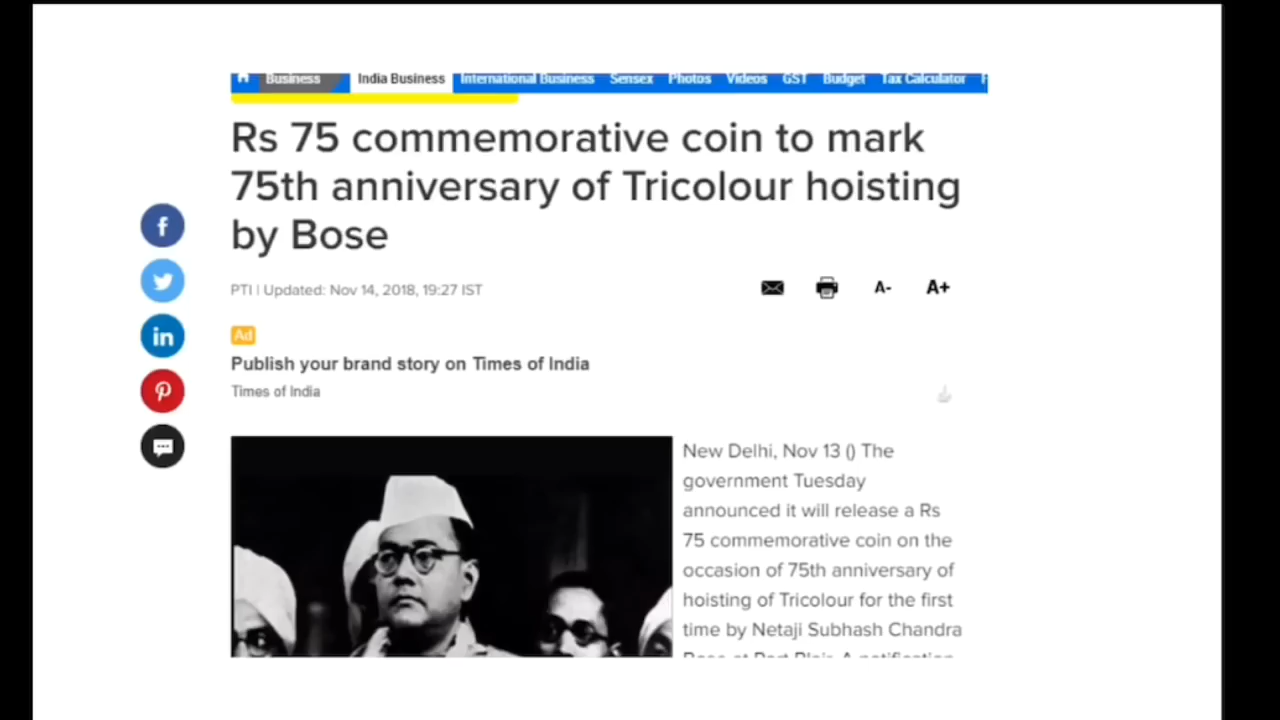 Business India Business International Business Sensex Photos Videos GST Budget Tax Calculator
Rs 75 commemorative coin to mark
75th anniversary of Tricolour hoisting
by Bose
PTI | Updated: Nov 14, 2018, 19:27 IST
A- A+
Ad
Publish your brand story on Times of India
Times of India
New Delhi, Nov 13 () The
government Tuesday
announced it will release a Rs
75 commemorative coin on the
occasion of 75th anniversary of
hoisting of Tricolour for the first
time by Netaji Subhash Chandra